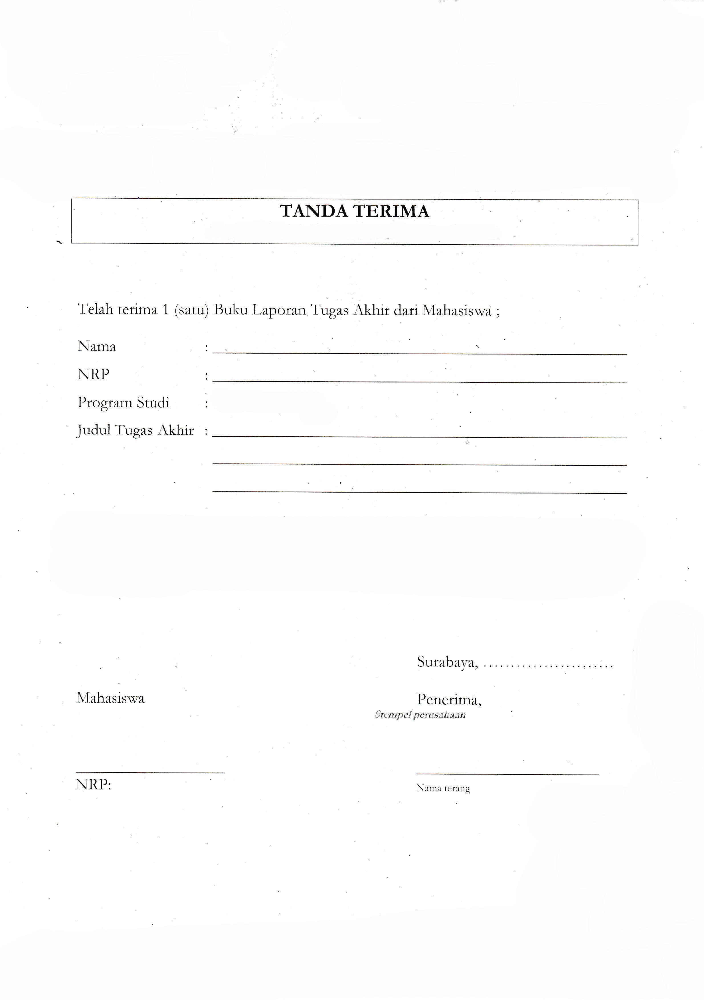 TANDA TERIMA
Telah terima 1 (satu) Buku Laporan Tugas Akhir dari Mahasiswa ;
Nama :
NRP :
Program Studi :
Judul Tugas Akhir :
Surabaya, ........................
Mahasiswa Penerima,
Stempel perusahaan
NRP: Nama terang